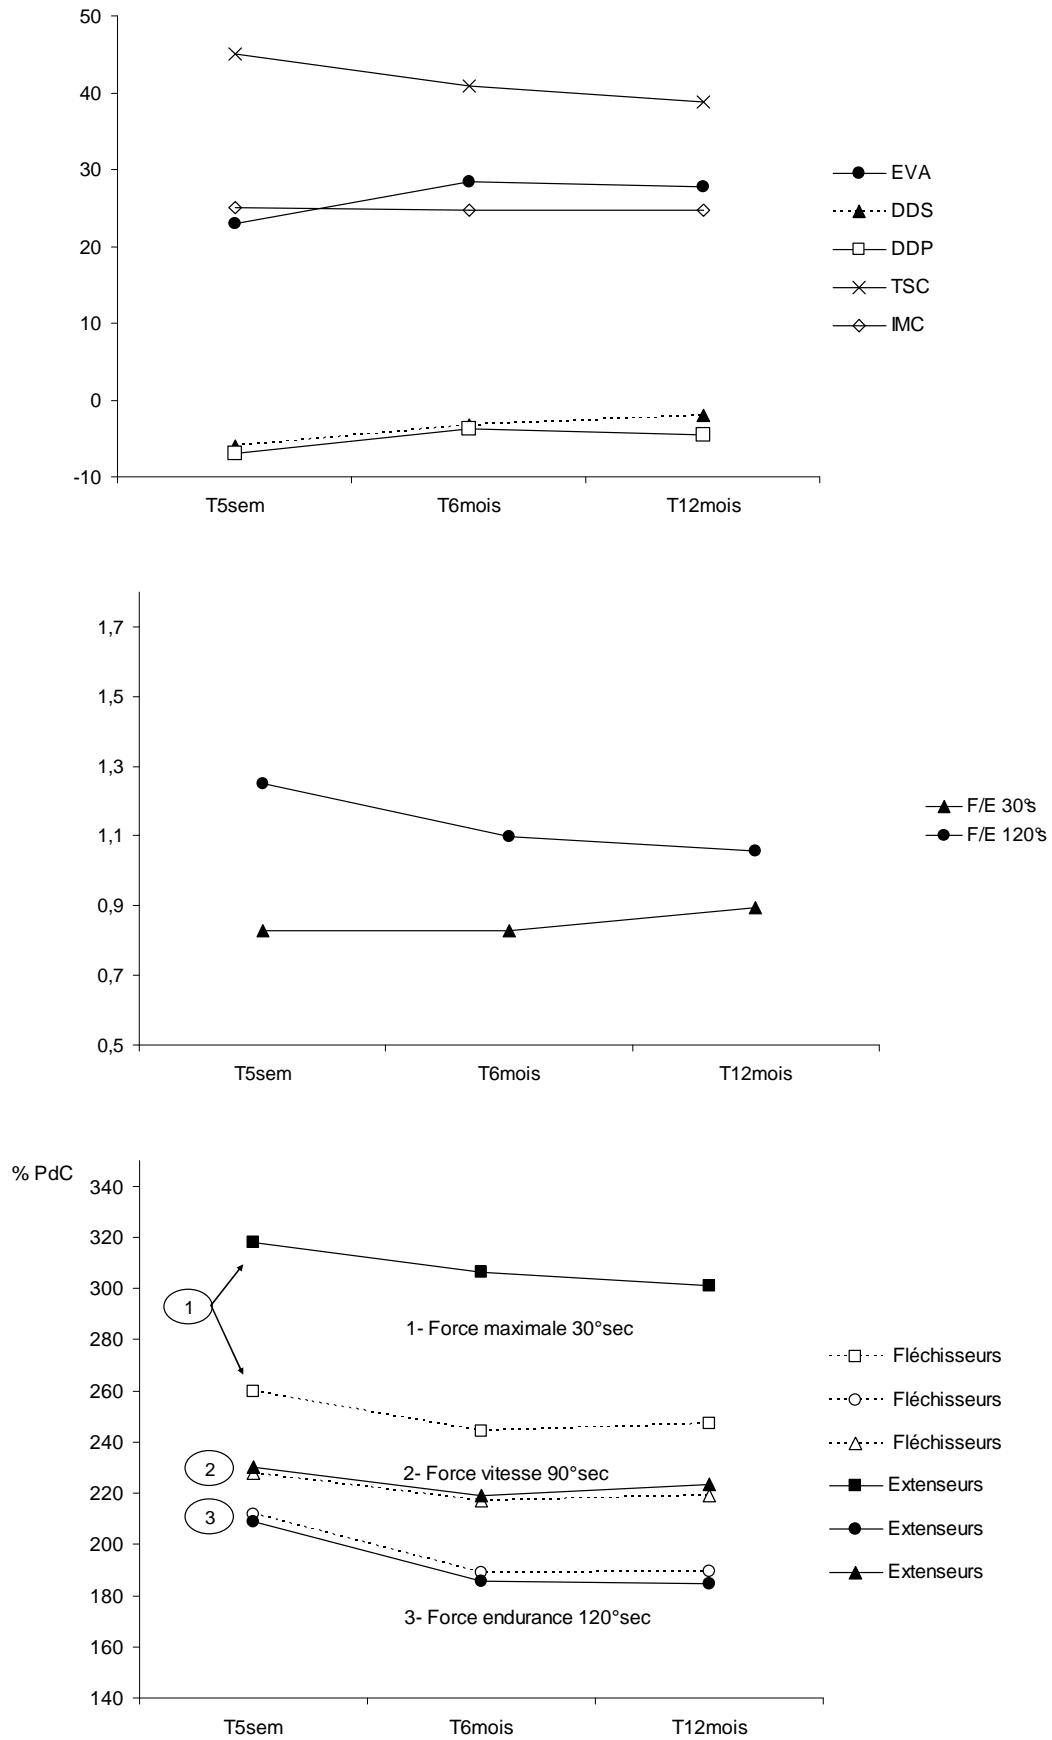 50
40
30
20
10
0
-10
T5sem T6mois T12mois
EVA
DDS
DDP
TSC
IMC
1,7
1,5
1,3
1,1
0,9
0,7
0,5
T5sem T6mois T12mois
F/E 30°s
F/E 120°s
% PdC
340
320
300
280
260
240
220
200
180
160
140
1
1- Force maximale 30°sec
2
2- Force vitesse 90°sec
3
3- Force endurance 120°sec
T5sem T6mois T12mois
Fléchisseurs
Fléchisseurs
Fléchisseurs
Extenseurs
Extenseurs
Extenseurs